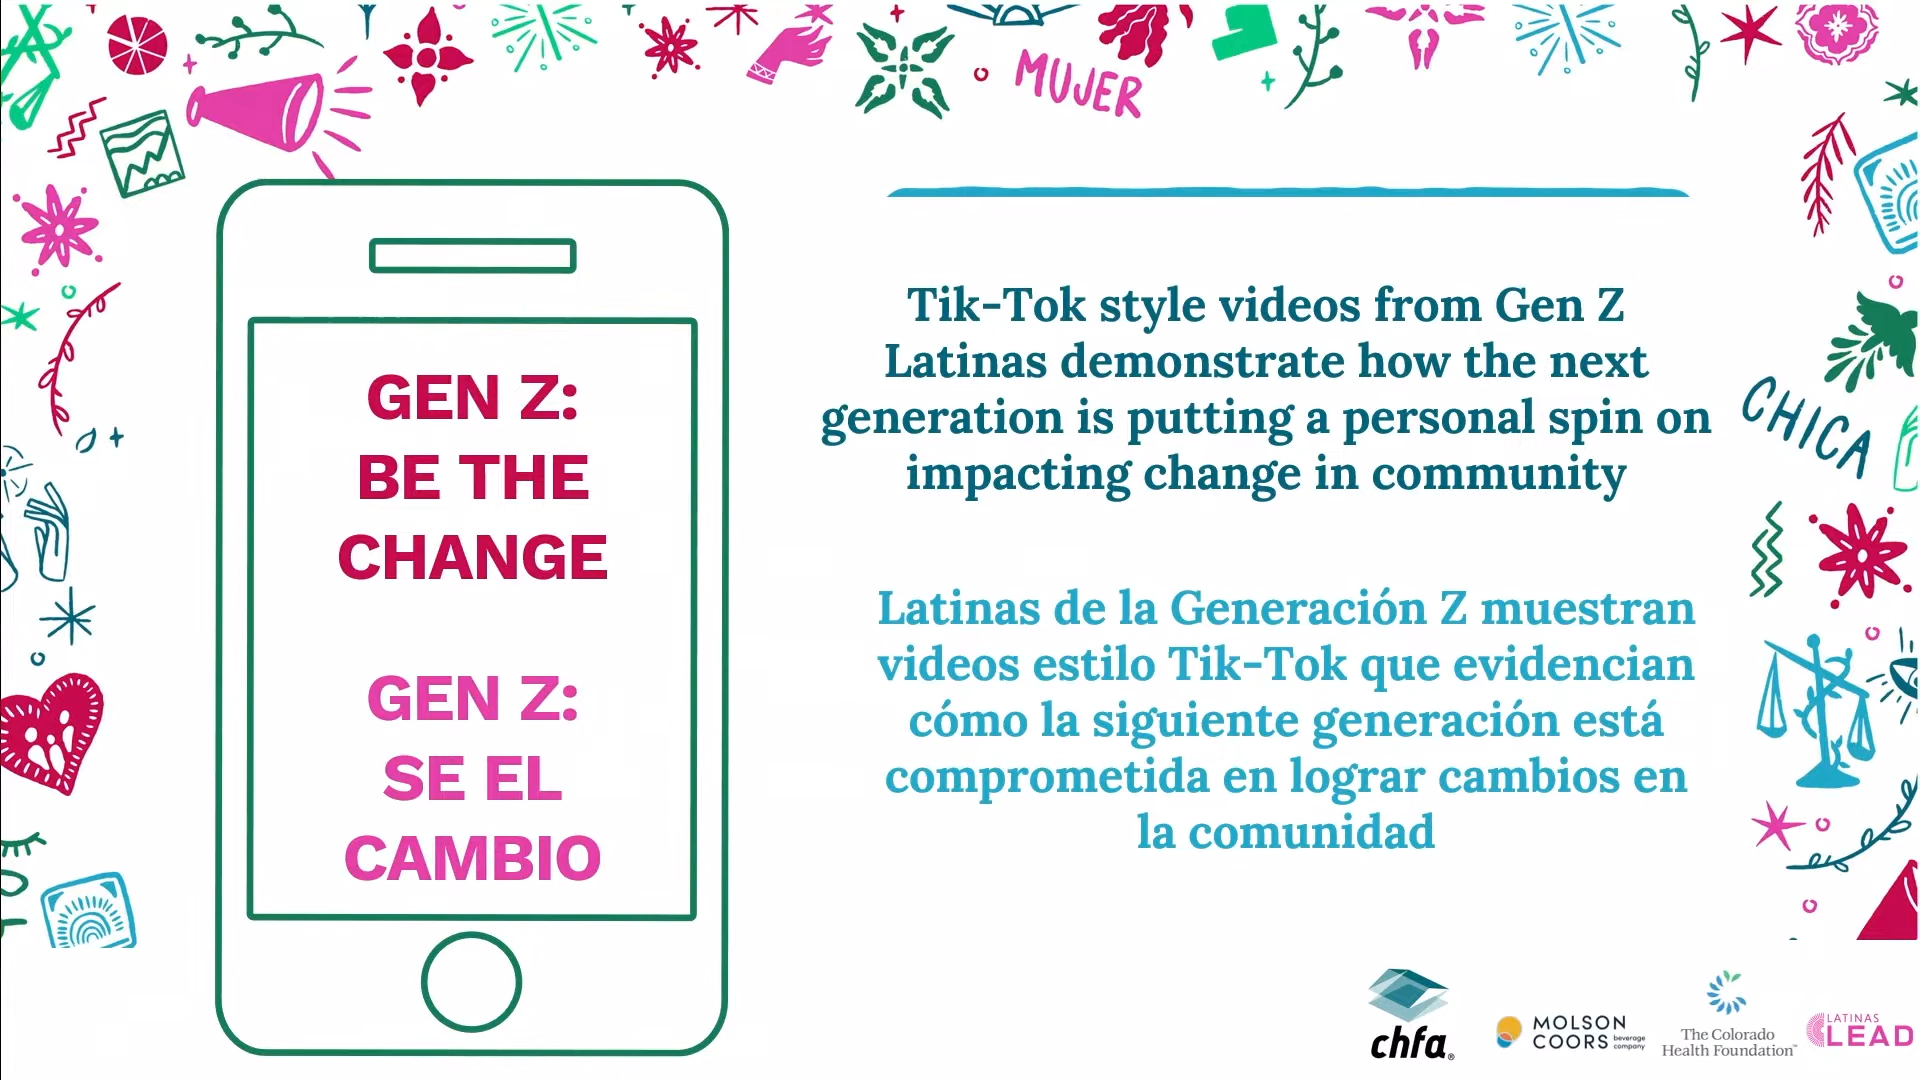 MUJER
GEN Z:
BE THE
CHANGE
GEN Z:
SE EL
CAMBIO
Tik-Tok style videos from Gen Z
Latinas demonstrate how the next
generation is putting a personal spin on
impacting change in community
CHICA
Latinas de la Generación Z muestran
videos estilo Tik-Tok que evidencian
cómo la siguiente generación está
comprometida en lograr cambios en
la comunidad
chfa®
MOLSON
COORS beverage
company
The Colorado
Health Foundation™
LATINAS
LEAD